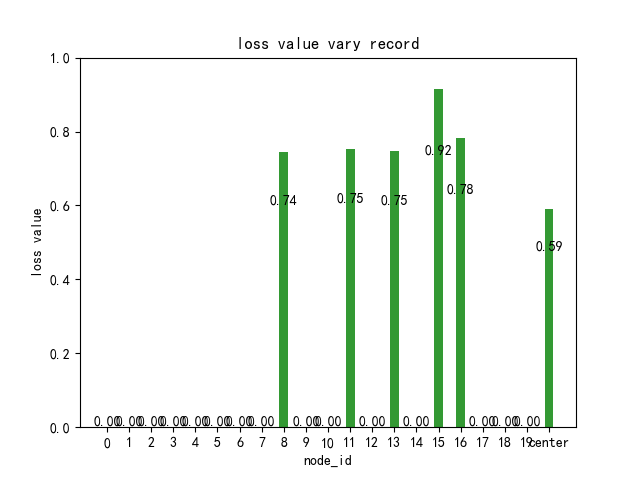 loss value vary record
1.0
0.8
0.6
0.4
0.2
0.0
loss value
0.00 0.00 0.00 0.00 0.00 0.00 0.00 0.00 0.74 0.00 0.00 0.75 0.00 0.75 0.00 0.92 0.78 0.00 0.00 0.00 0.59
0 1 2 3 4 5 6 7 8 9 10 11 12 13 14 15 16 17 18 19 center
node_id